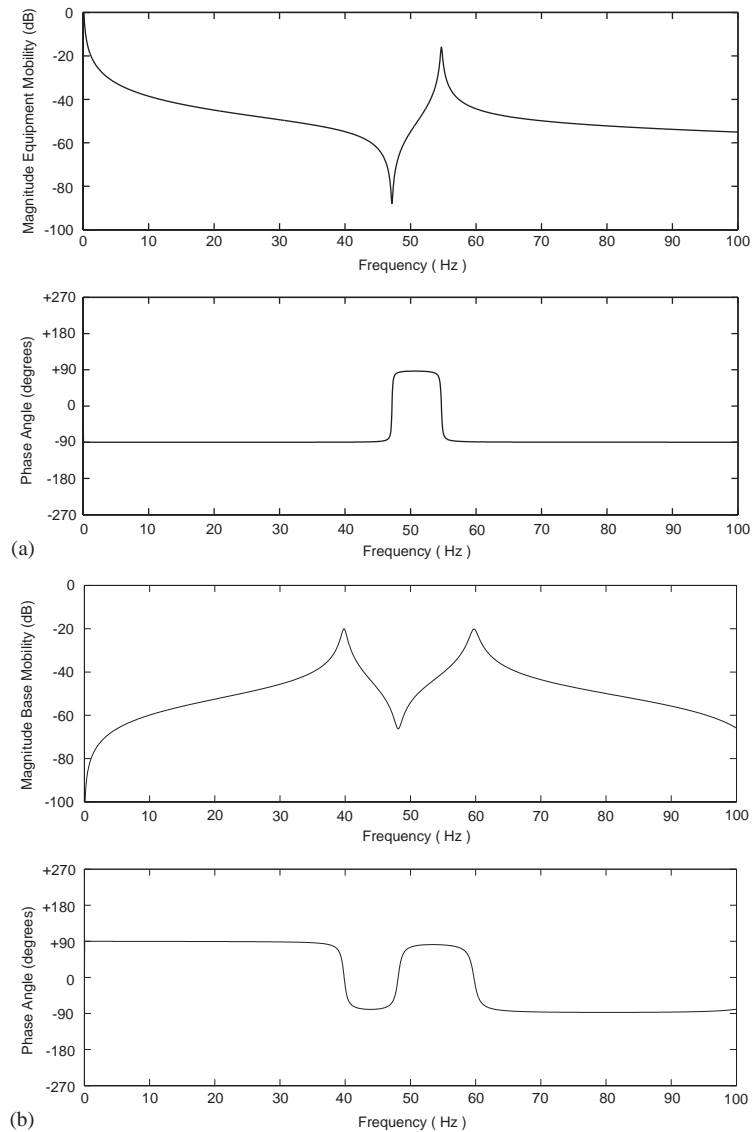 Magnitude Equipment Mobility (dB)
0
-20
-40
-60
-80
-100
0 10 20 30 40 50 60 70 80 90 100
Frequency ( Hz )
Phase Angle (degrees)
+270
+180
+90
0
-90
-180
-270
0 10 20 30 40 50 60 70 80 90 100
Frequency ( Hz )
(a)
Magnitude Base Mobility (dB)
0
-20
-40
-60
-80
-100
0 10 20 30 40 50 60 70 80 90 100
Frequency ( Hz )
Phase Angle (degrees)
+270
+180
+90
0
-90
-180
-270
0 10 20 30 40 50 60 70 80 90 100
Frequency ( Hz )
(b)